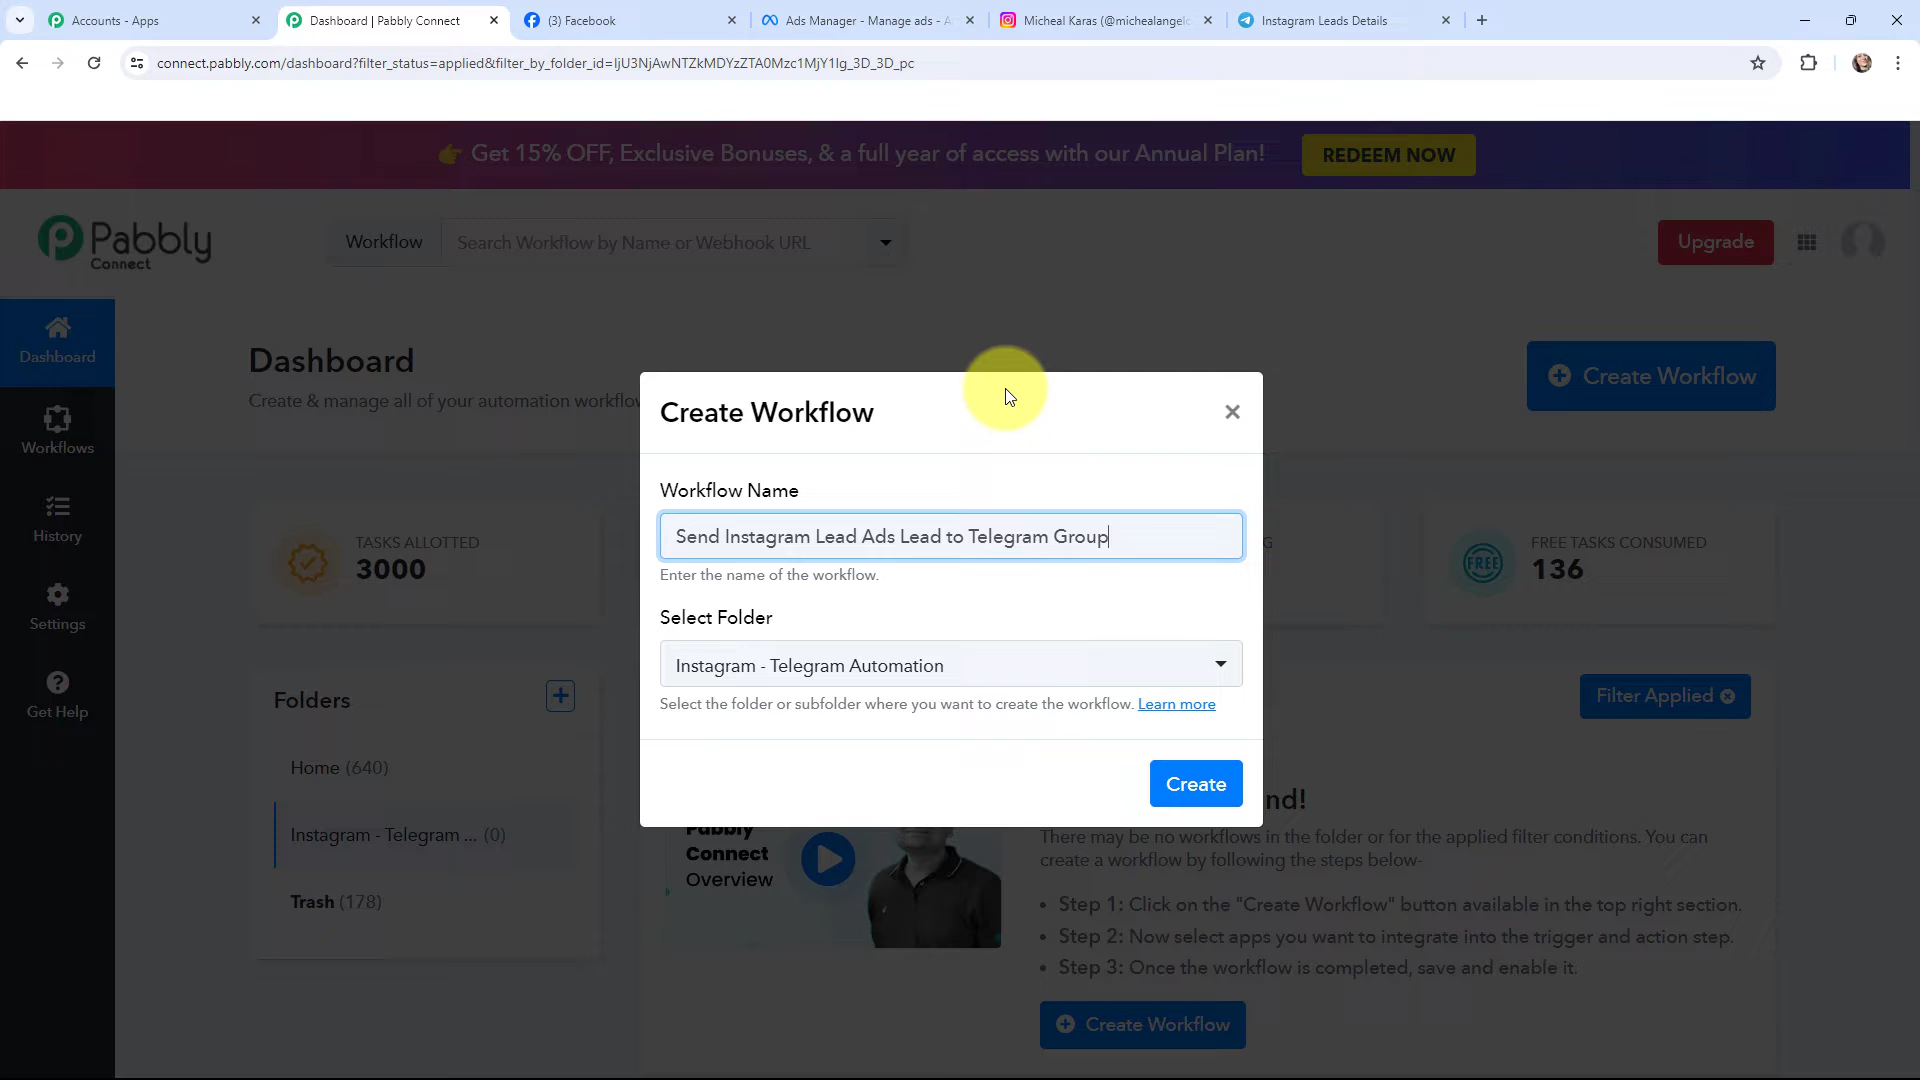 Accounts - Apps
Dashboard | Pabbly Connect
(3) Facebook
Ads Manager - Manage ads - A
Micheal Karas (@michealangelo
Instagram Leads Details
connect.pabbly.com/dashboard?filter_status=applied&filter_by_folder_id=IjU3NjAwNTZkMDYzZTA0Mzc1MjY1Ig_3D_3D_pc
Get 15% OFF, Exclusive Bonuses, & a full year of access with our Annual Plan!
REDEEM NOW
Pabbly
Connect
Workflow
Search Workflow by Name or Webhook URL
Upgrade
Dashboard
Workflows
History
Settings
Get Help
Dashboard
Create & manage all of your automation workflo
Create Workflow
TASKS ALLOTTED
3000
G
FREE TASKS CONSUMED
FREE
136
Folders
Home (640)
Instagram - Telegram ... (0)
Trash (178)
Filter Applied
Create Workflow
Workflow Name
Send Instagram Lead Ads Lead to Telegram Group
Enter the name of the workflow.
Select Folder
Instagram - Telegram Automation
Select the folder or subfolder where you want to create the workflow. Learn more
Create
Pabbly
Connect
Overview
nd!
There may be no workflows in the folder or for the applied filter conditions. You can
create a workflow by following the steps below-
• Step 1: Click on the "Create Workflow" button available in the top right section.
• Step 2: Now select apps you want to integrate into the trigger and action step.
• Step 3: Once the workflow is completed, save and enable it.
Create Workflow